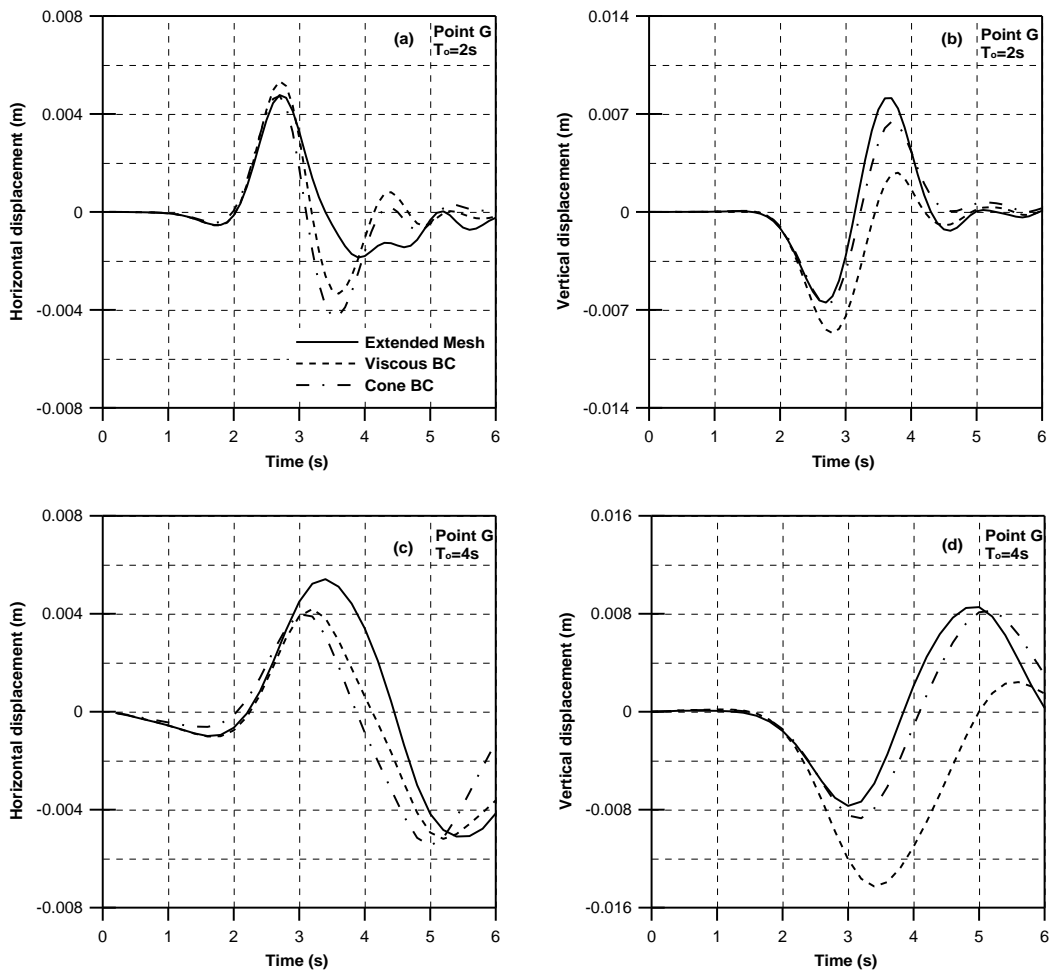 0.008
0.004
0
-0.004
-0.008
Horizontal displacement (m)
(a)
Point G
To=2s
Extended Mesh
Viscous BC
Cone BC
0 1 2 3 4 5 6
Time (s)
0.014
0.007
0
-0.007
-0.014
Vertical displacement (m)
(b)
Point G
To=2s
0 1 2 3 4 5 6
Time (s)
0.008
0.004
0
-0.004
-0.008
Horizontal displacement (m)
(c)
Point G
To=4s
0 1 2 3 4 5 6
Time (s)
0.016
0.008
0
-0.008
-0.016
Vertical displacement (m)
(d)
Point G
To=4s
0 1 2 3 4 5 6
Time (s)